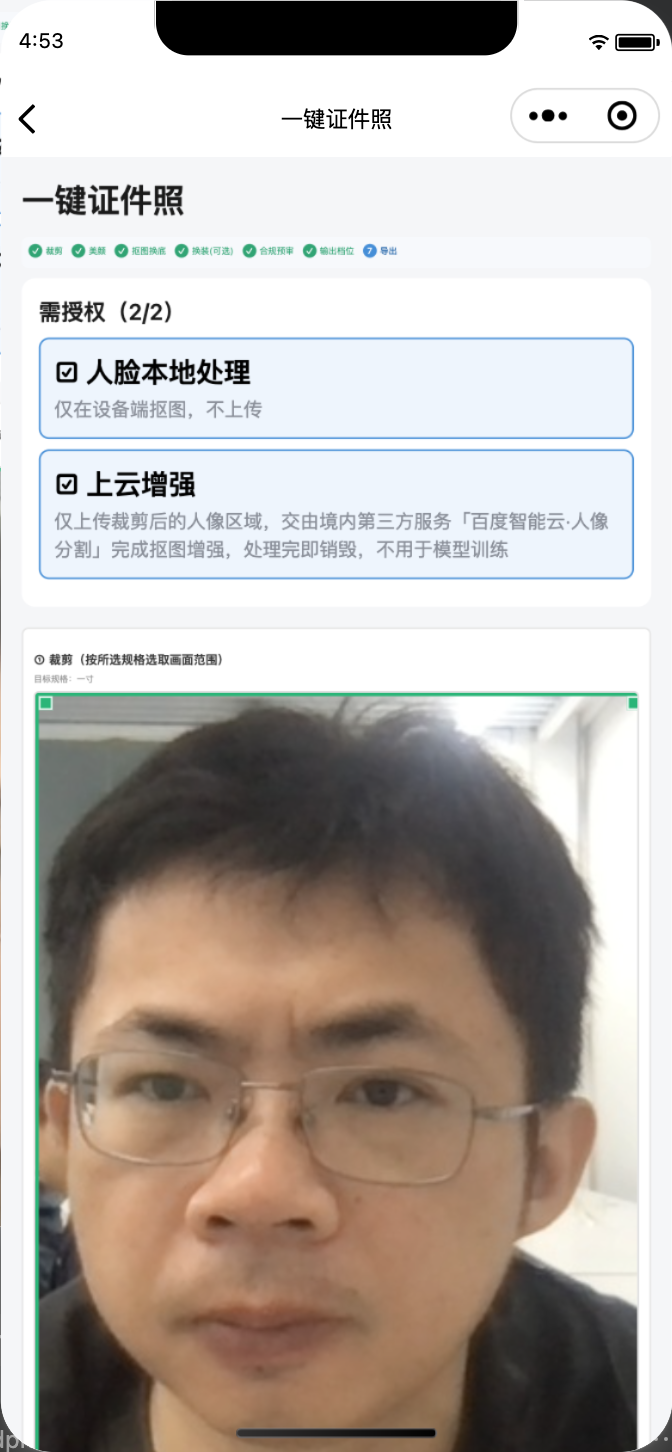 4:53
一键证件照
一键证件照
裁剪 美颜 抠图换底 换装(可选) 合规预审 输出档位 7 导出
需授权（2/2）
人脸本地处理
仅在设备端抠图，不上传
上云增强
仅上传裁剪后的人像区域，交由境内第三方服务「百度智能云·人像
分割」完成抠图增强，处理完即销毁，不用于模型训练
① 裁剪（按所选规格选取画面范围）
目标规格：一寸